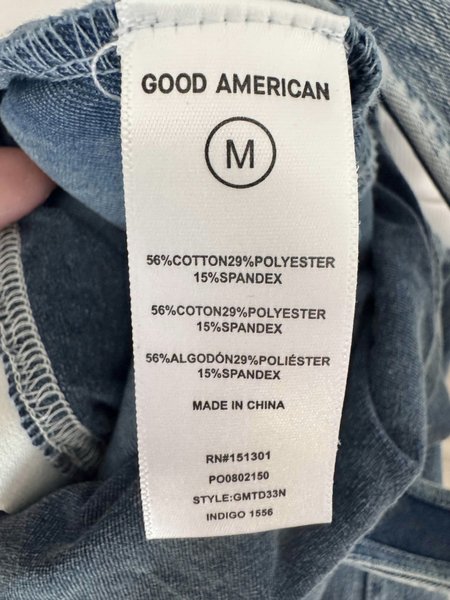 GOOD AMERICAN
M
56%COTTON29%POLYESTER
15%SPANDEX
56%COTON29%POLYESTER
15%SPANDEX
56%ALGODÓN29%POLIÉSTER
15%SPANDEX
MADE IN CHINA
RN#151301
PO0802150
STYLE:GMTD33N
INDIGO 1556